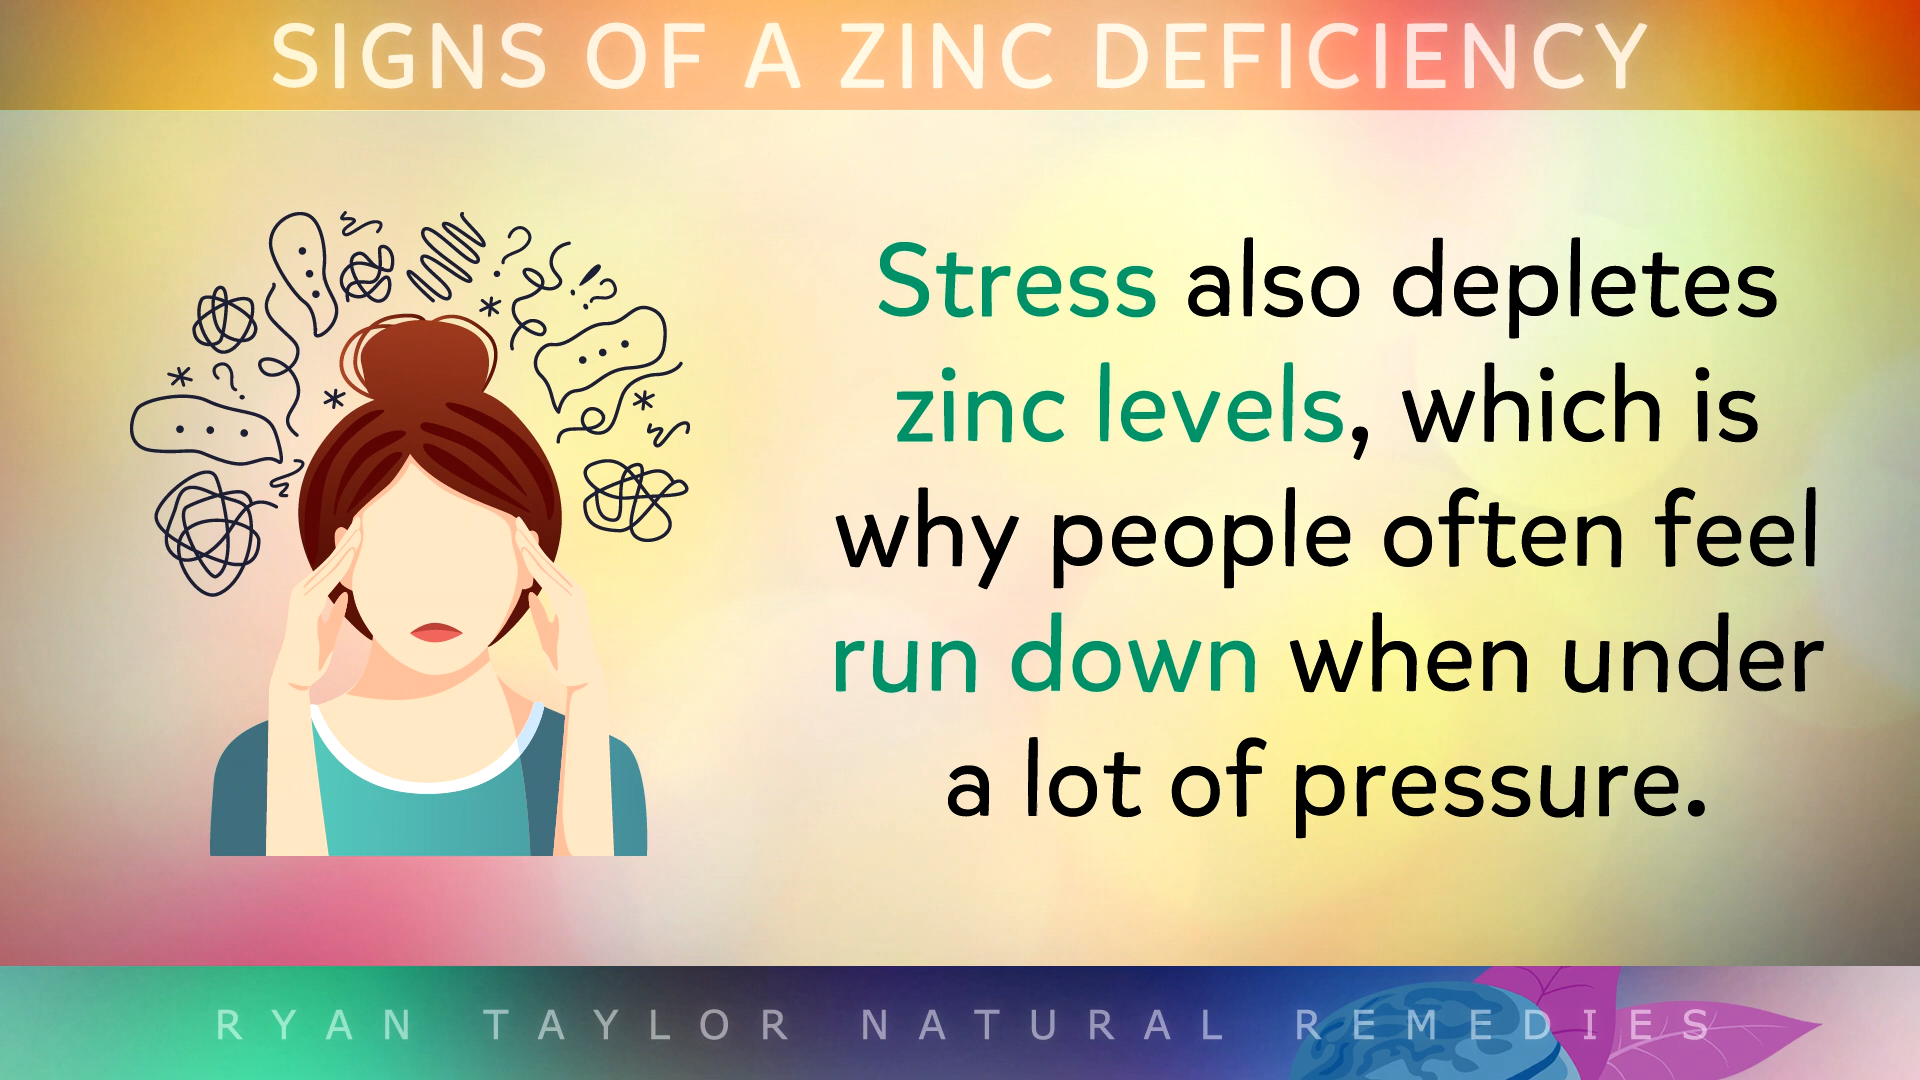 SIGNS OF A ZINC DEFICIENCY
Stress also depletes
zinc levels, which is
why people often feel
run down when under
a lot of pressure.
RYAN TAYLOR NATURAL REMEDIES